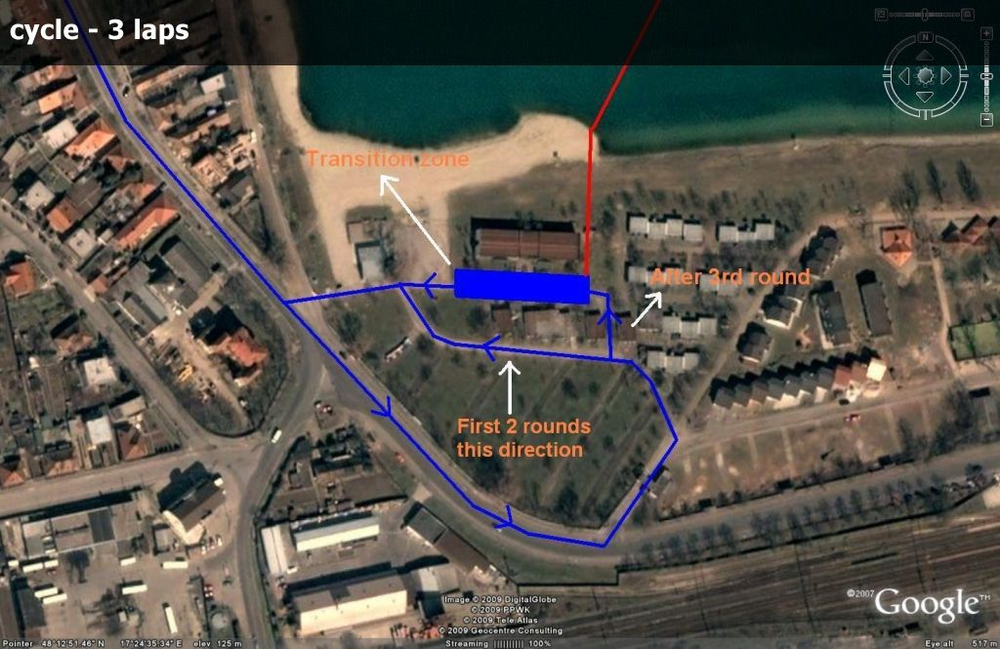 cycle - 3 laps
N
Transition zone
After 3rd round
First 2 rounds
this direction
Image © 2009 DigitalGlobe
© 2009 PPWK
© 2009 Tele Atlas
© 2009 Geocentre Consulting
©2007 Google™
Pointer 48°12'51.46" N 17°24'35.34" E elev 125 m Streaming |||||||||| 100% Eye alt 517 m